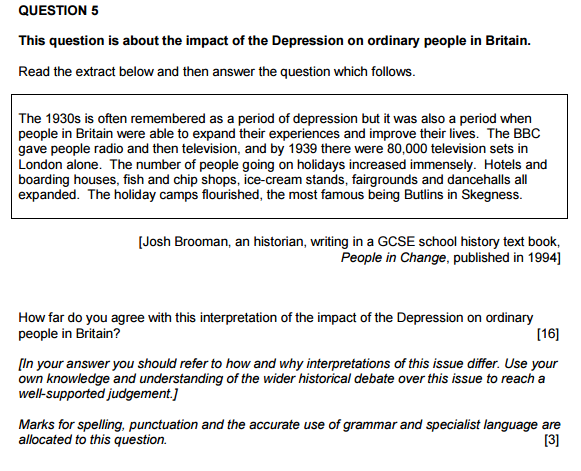 QUESTION 5
This question is about the impact of the Depression on ordinary people in Britain.
Read the extract below and then answer the question which follows.
The 1930s is often remembered as a period of depression but it was also a period when
people in Britain were able to expand their experiences and improve their lives.  The BBC
gave people radio and then television, and by 1939 there were 80,000 television sets in
London alone.  The number of people going on holidays increased immensely.  Hotels and
boarding houses, fish and chip shops, ice-cream stands, fairgrounds and dancehalls all
expanded.  The holiday camps flourished, the most famous being Butlins in Skegness.
[Josh Brooman, an historian, writing in a GCSE school history text book,
People in Change, published in 1994]
How far do you agree with this interpretation of the impact of the Depression on ordinary
people in Britain? [16]
[In your answer you should refer to how and why interpretations of this issue differ. Use your
own knowledge and understanding of the wider historical debate over this issue to reach a
well-supported judgement.]
Marks for spelling, punctuation and the accurate use of grammar and specialist language are
allocated to this question. [3]